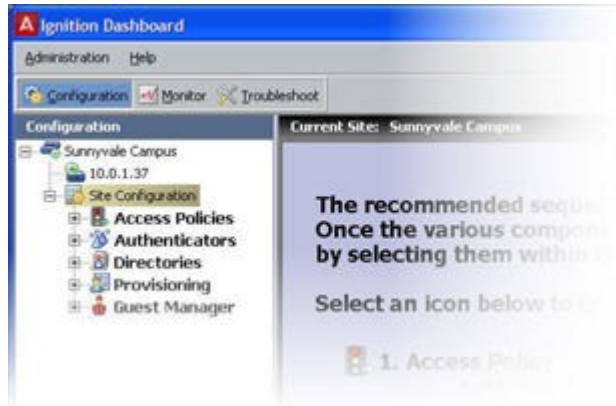 Ignition Dashboard
Administration Help
Configuration Monitor Troubleshoot
Configuration
Current Site: Sunnyvale Campus
Sunnyvale Campus
10.0.1.37
Site Configuration
Access Policies
Authenticators
Directories
Provisioning
Guest Manager
The recommended
Once the various
by selecting them within
Select an icon below to
1. Access Policy